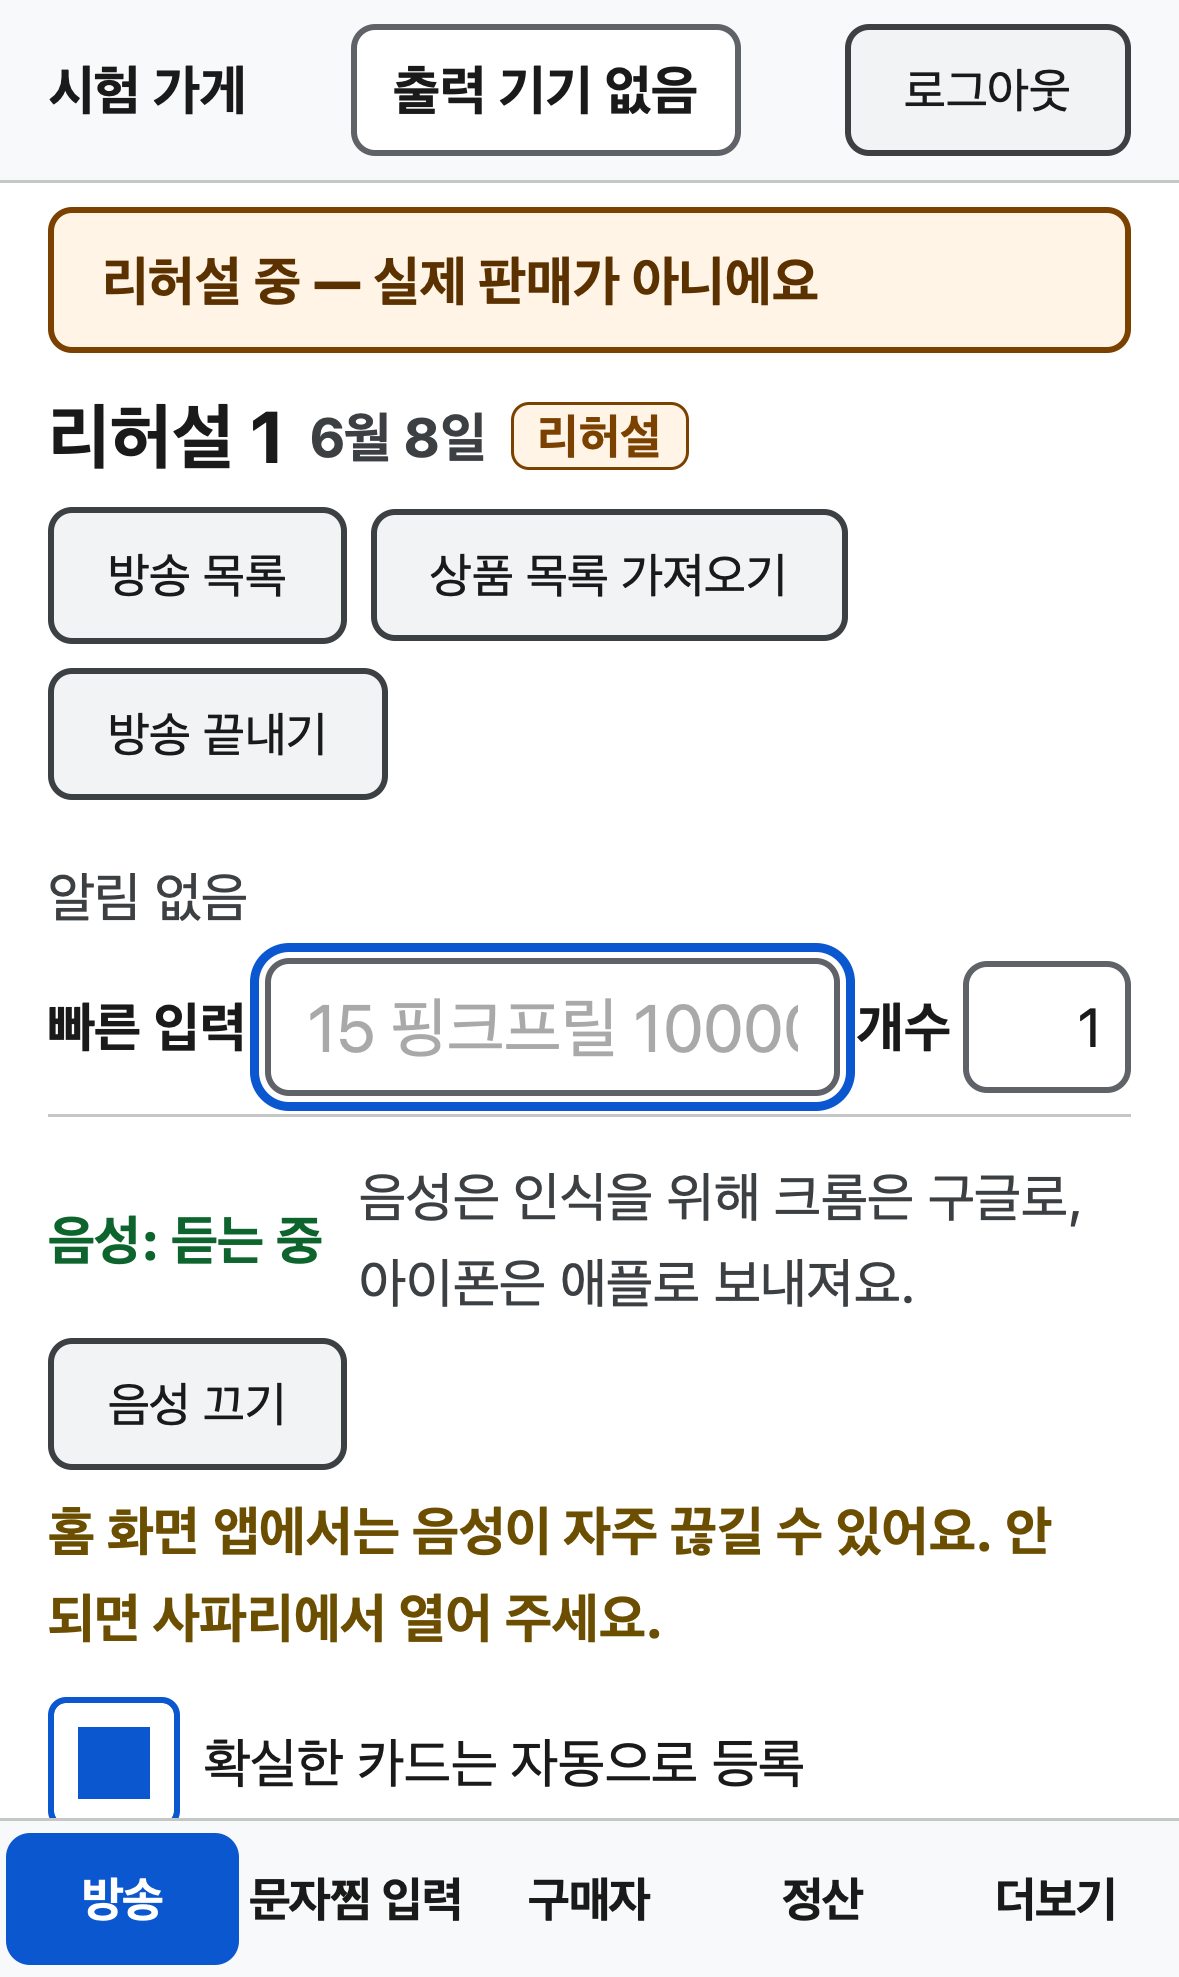 시험 가게
출력 기기 없음
로그아웃
리허설 중 — 실제 판매가 아니에요
리허설 1 6월 8일 리허설
방송 목록
상품 목록 가져오기
방송 끝내기
알림 없음
빠른 입력 15 핑크프릴 10000 개수 1
음성: 듣는 중
음성은 인식을 위해 크롬은 구글로,
아이폰은 애플로 보내져요.
음성 끄기
홈 화면 앱에서는 음성이 자주 끊길 수 있어요. 안
되면 사파리에서 열어 주세요.
확실한 카드는 자동으로 등록
방송
문자찜 입력
구매자
정산
더보기